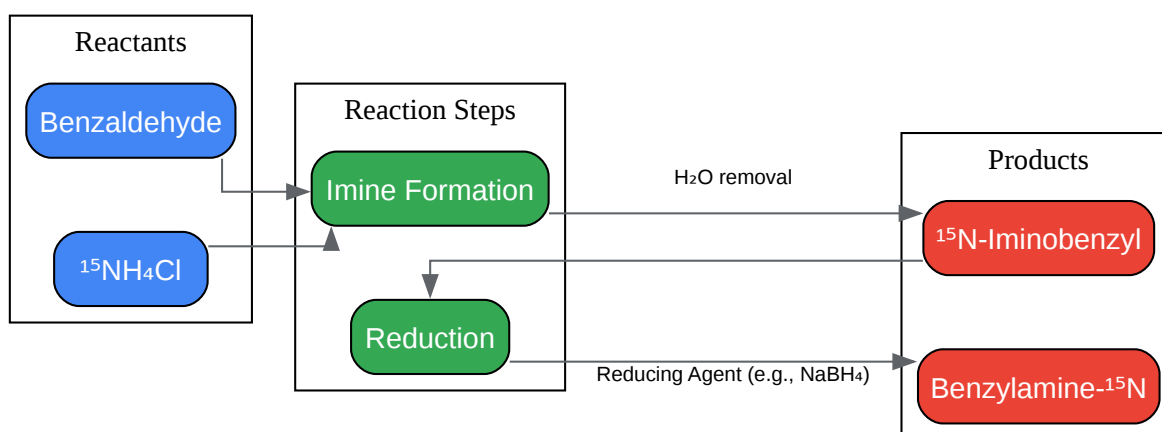 Reactants
Benzaldehyde
¹⁵NH₄Cl
Reaction Steps
Imine Formation
Reduction
H₂O removal
Reducing Agent (e.g., NaBH₄)
Products
¹⁵N-Iminobenzyl
Benzylamine-¹⁵N